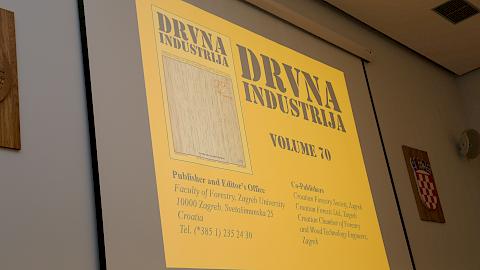 DRVNA
INDUSTRIJA
DRVNA
INDUSTRIJA
VOLUME 70
Publisher and Editor's Office
Faculty of Forestry, Zagreb University
10000 Zagreb, Svetošimunska 25
Croatia
Tel. (*385 1) 235 24 30
Co-Publishers
Croatian Forestry Society, Zagreb
Croatian Forests Ltd., Zagreb
Croatian Chamber of Forestry
and Wood Technology Engineers,
Zagreb